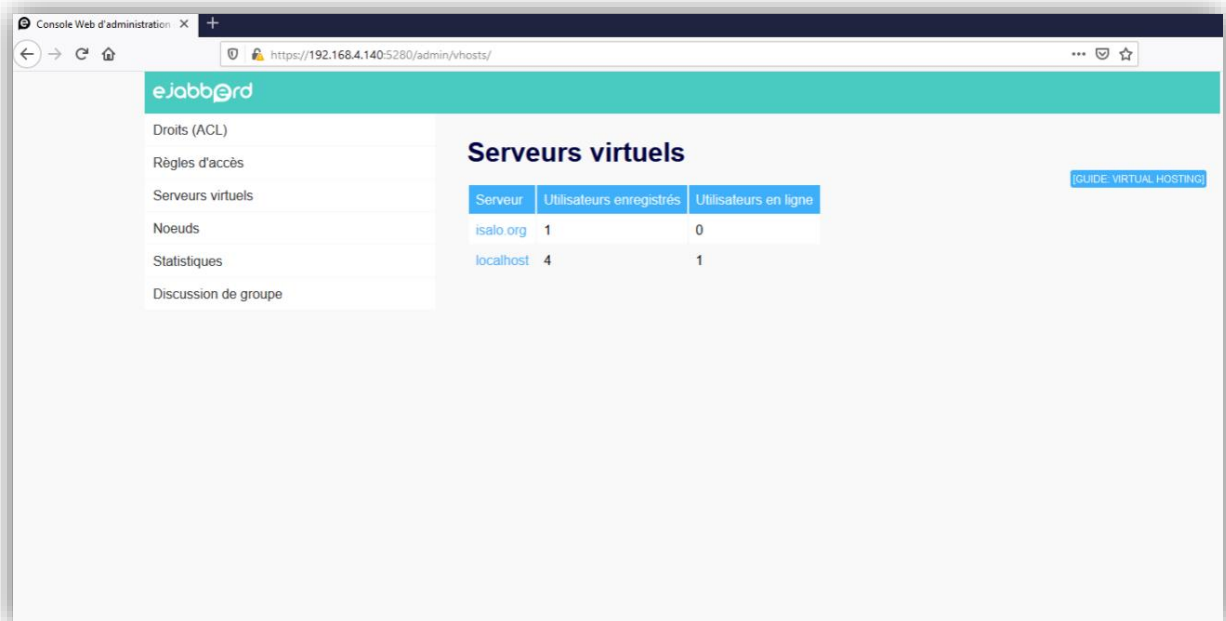 Console Web d'administration
https://192.168.4.140:5280/admin/vhosts/
ejabberd
Droits (ACL)
Règles d'accès
Serveurs virtuels
Noeuds
Statistiques
Discussion de groupe
Serveurs virtuels
[GUIDE: VIRTUAL HOSTING]
Serveur Utilisateurs enregistrés Utilisateurs en ligne
isalo.org 1 0
localhost 4 1